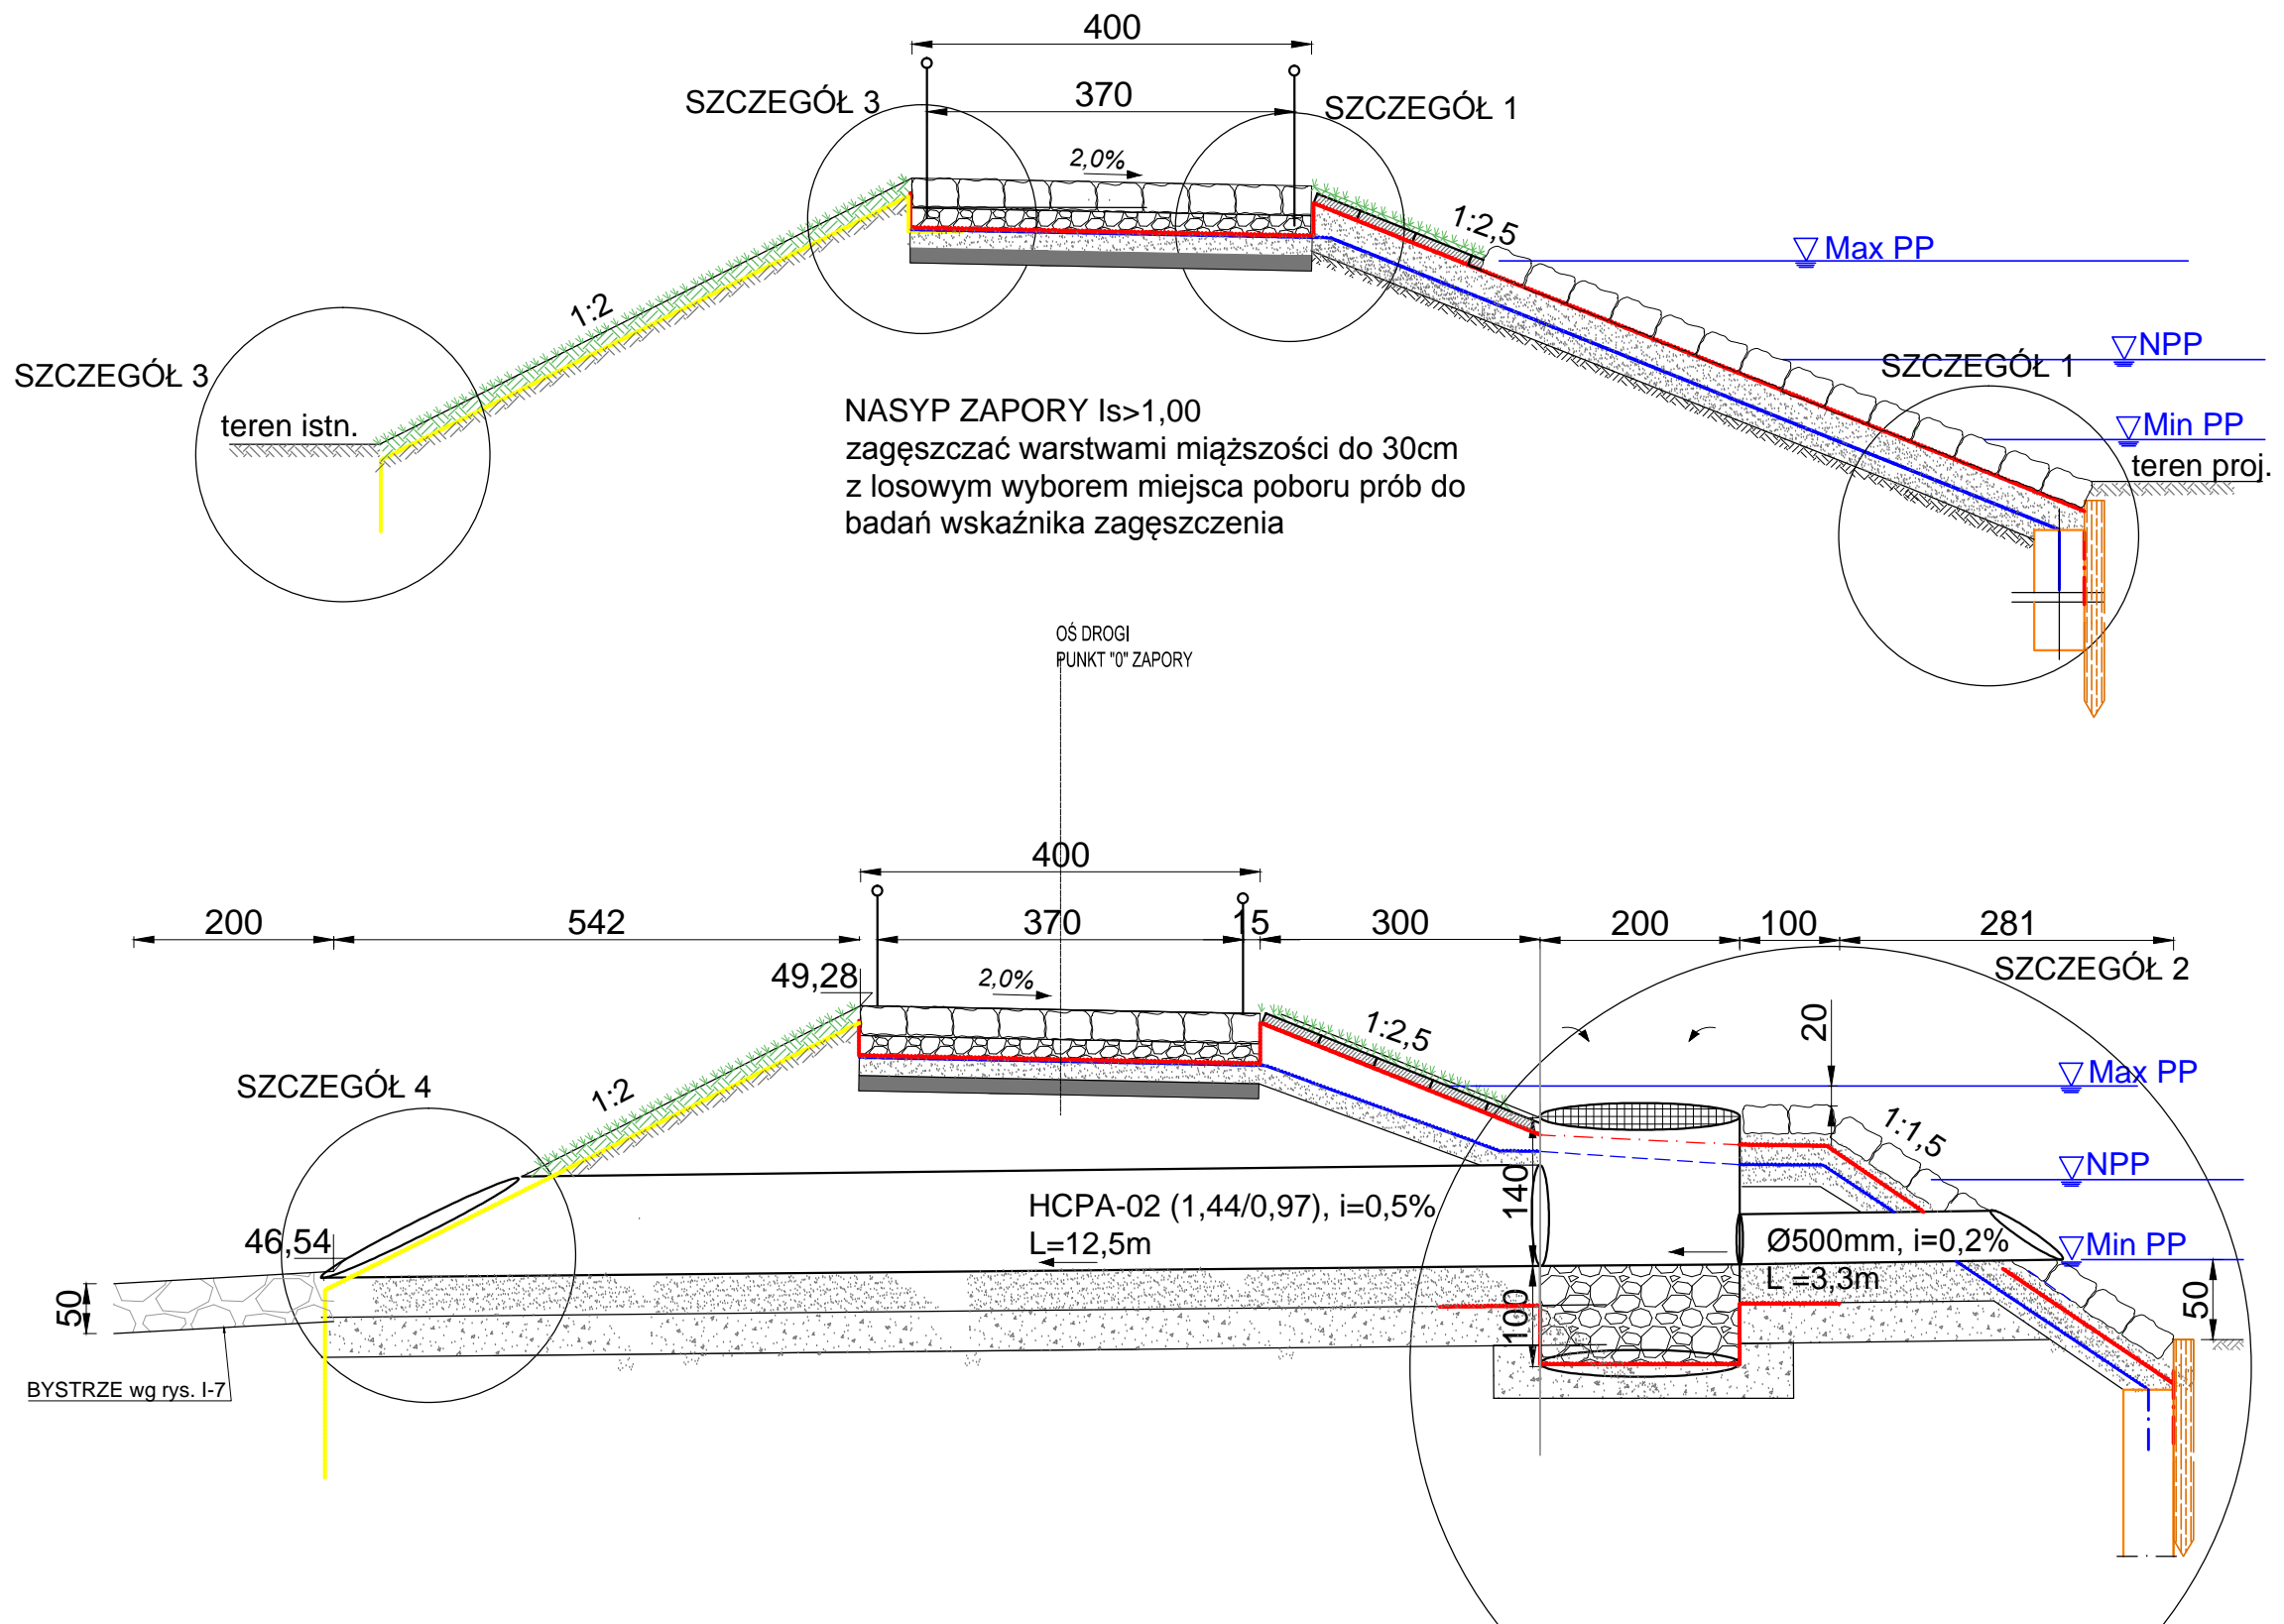 400
SZCZEGÓŁ 3
370
SZCZEGÓŁ 1
2,0%
1:2,5
Max PP
1:2
NPP
SZCZEGÓŁ 3
SZCZEGÓŁ 1
teren istn.
NASYP ZAPORY Is>1,00
zagęszczać warstwami miąższości do 30cm
z losowym wyborem miejsca poboru prób do
badań wskaźnika zagęszczenia
Min PP
teren proj.
OŚ DROGI
PUNKT "0" ZAPORY
400
200
542
370
15
300
200
100
281
SZCZEGÓŁ 2
49,28
2,0%
20
1:2,5
Max PP
SZCZEGÓŁ 4
1:2
1:1,5
NPP
140
HCPA-02 (1,44/0,97), i=0,5%
L=12,5m
46,54
Ø500mm, i=0,2%
L =3,3m
Min PP
50
100
50
BYSTRZE wg rys. I-7